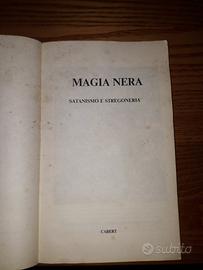 MAGIA NERA
SATANISMO E STREGONERIA
CABERT
subito